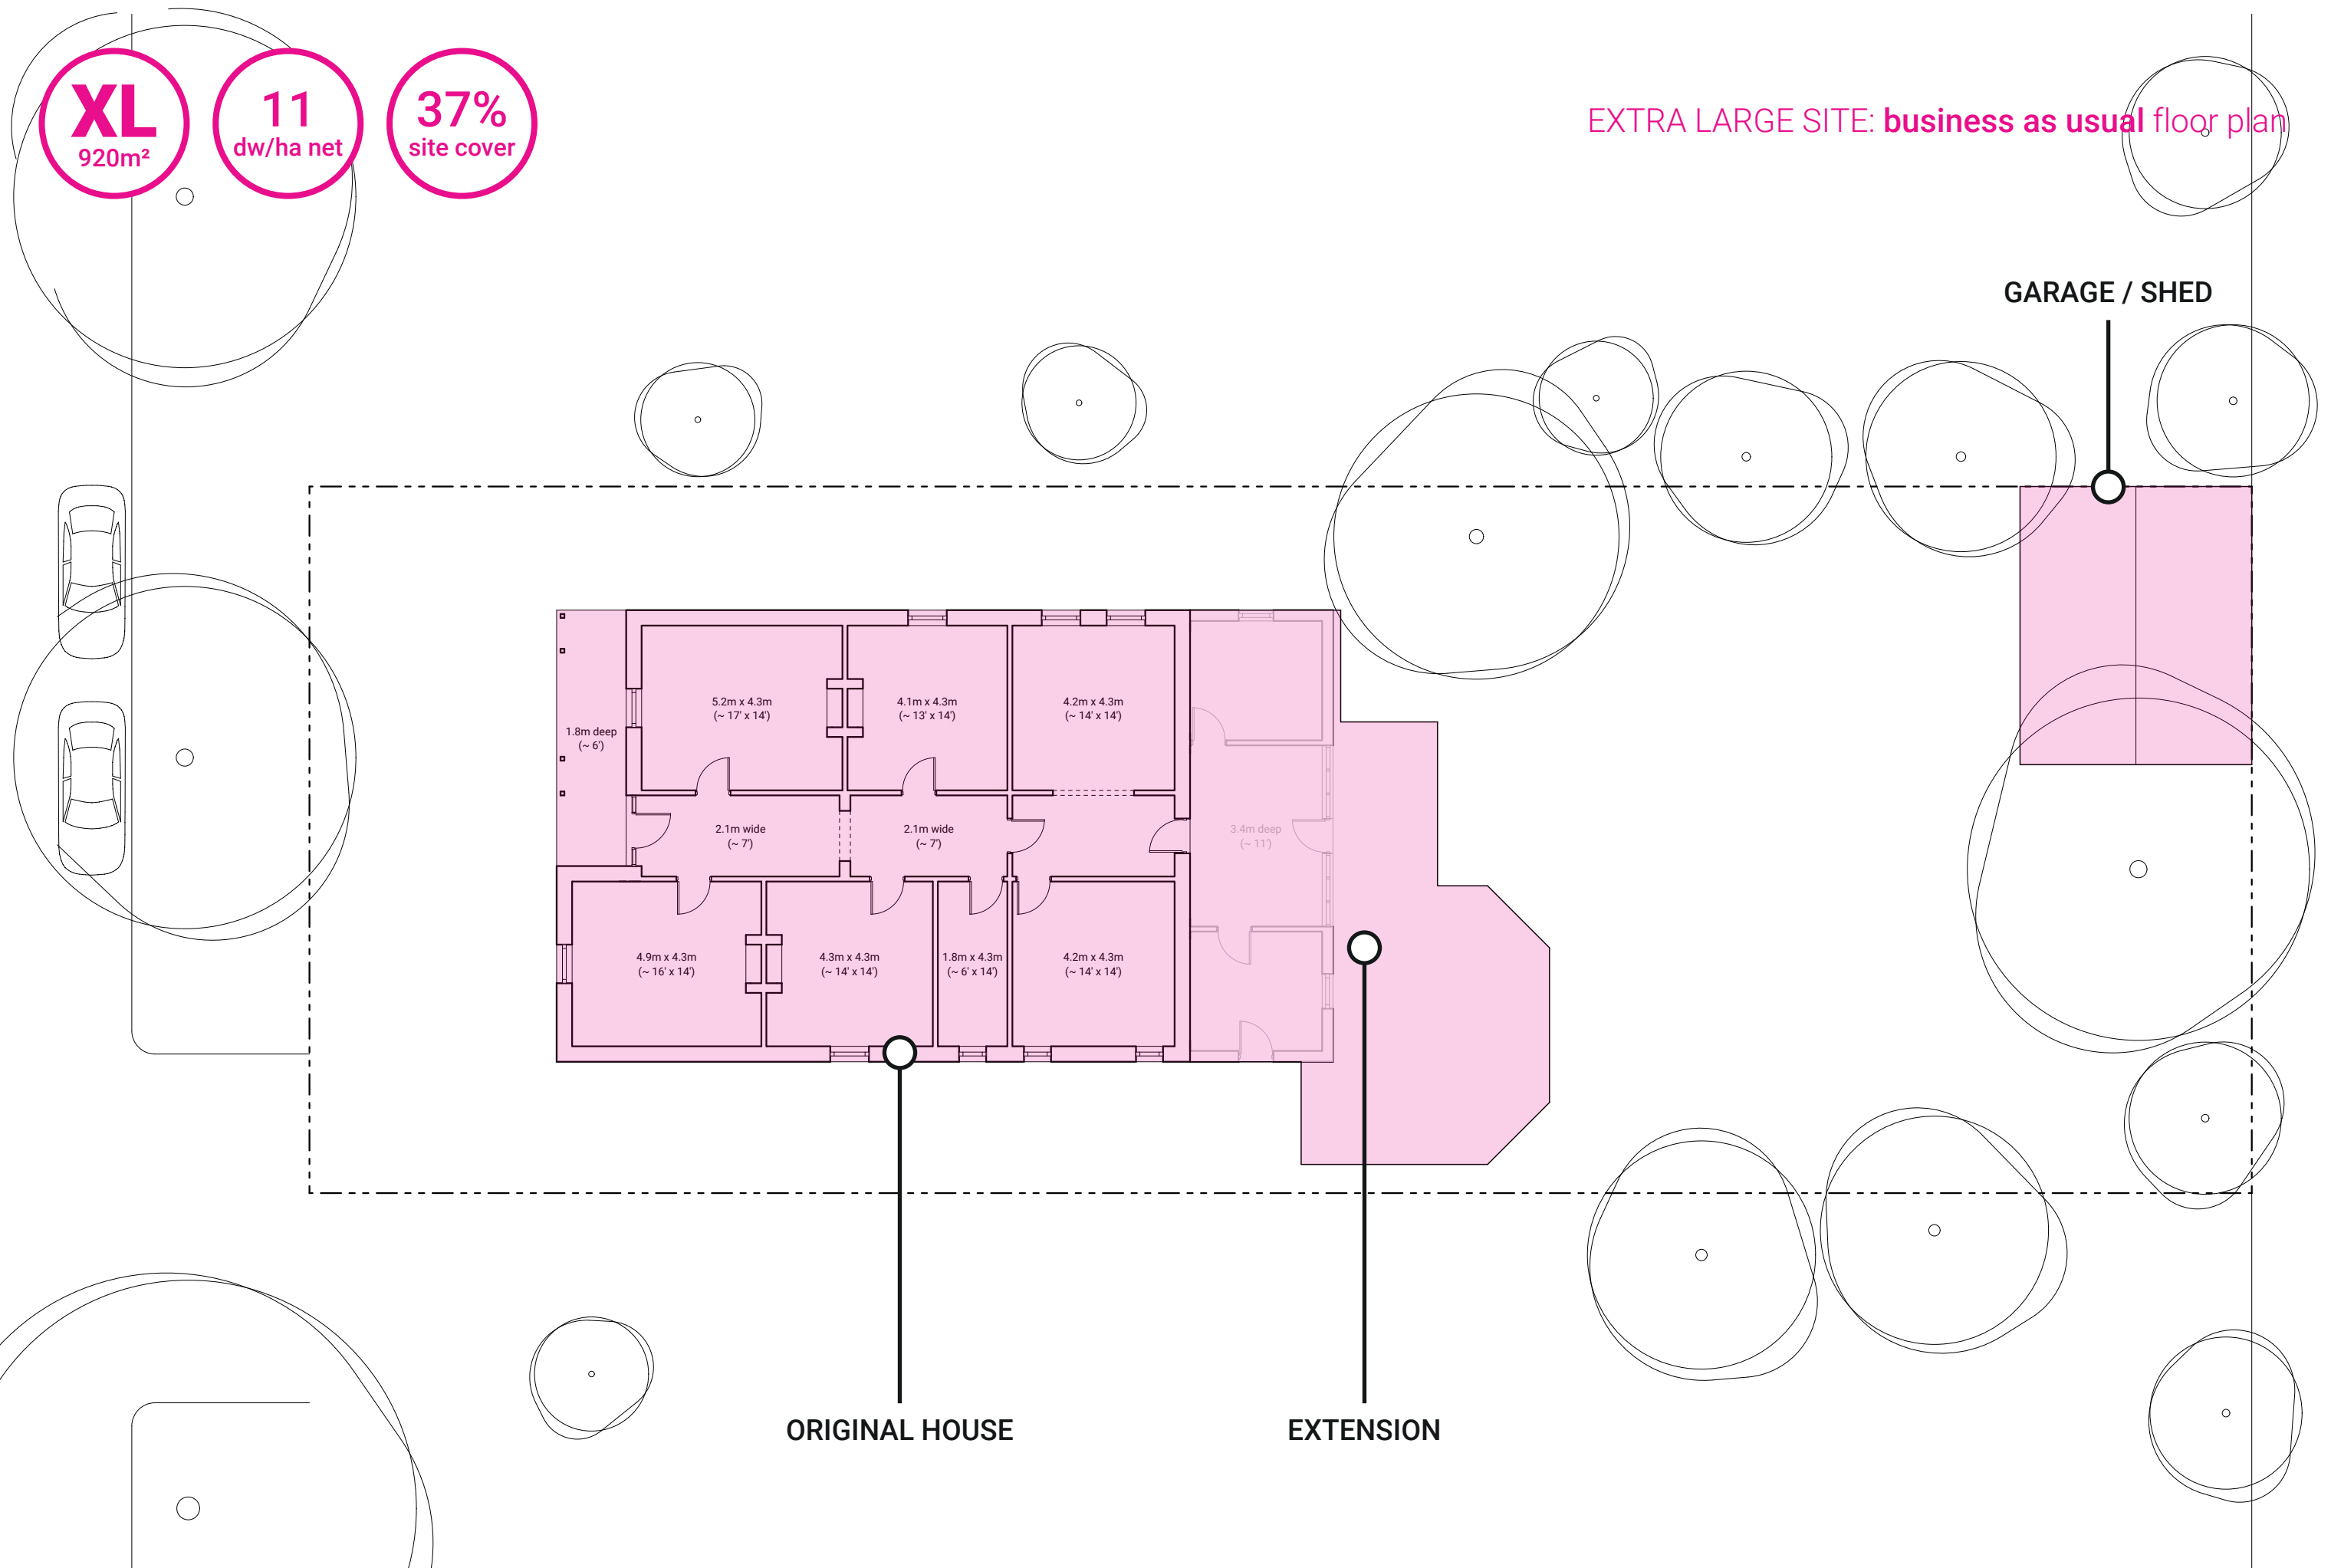 XL
920m²
11
dw/ha net
37%
site cover
EXTRA LARGE SITE: business as usual floor plan
GARAGE / SHED
1.8m deep
(~ 6')
5.2m x 4.3m
(~ 17' x 14')
4.1m x 4.3m
(~ 13' x 14')
4.2m x 4.3m
(~ 14' x 14')
2.1m wide
(~ 7')
2.1m wide
(~ 7')
3.4m deep
(~ 11')
4.9m x 4.3m
(~ 16' x 14')
4.3m x 4.3m
(~ 14' x 14')
1.8m x 4.3m
(~ 6' x 14')
4.2m x 4.3m
(~ 14' x 14')
ORIGINAL HOUSE
EXTENSION